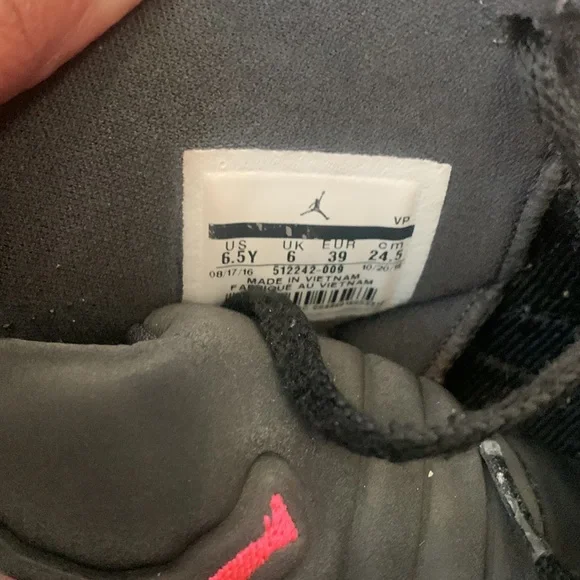 VP
US UK EUR cm
6.5Y 6 39 24.5
08/17/16 512242-009
MADE IN VIETNAM
FABRIQUE AU VIETNAM